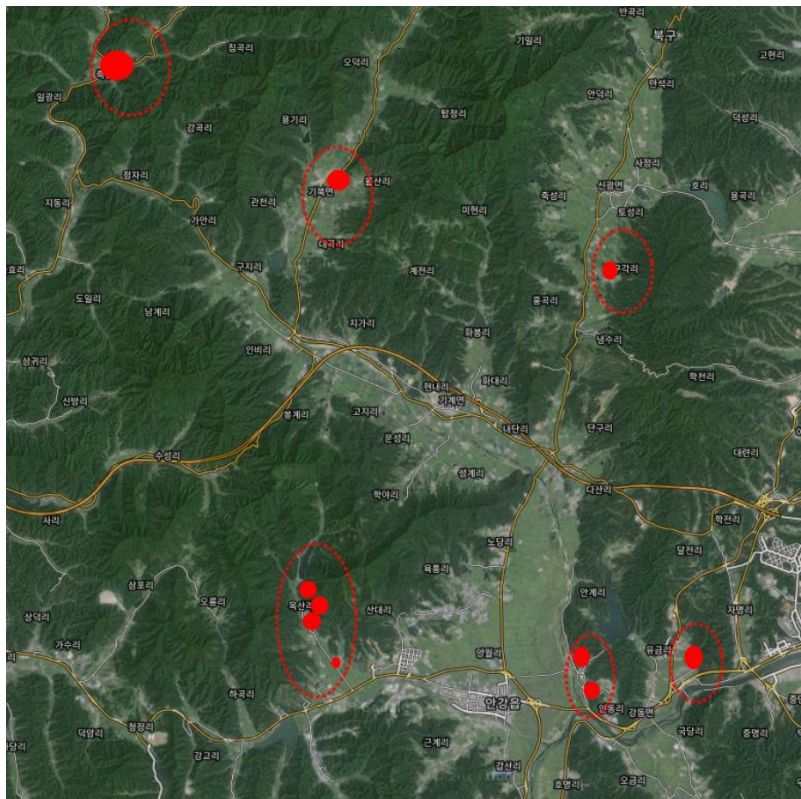 반곡리
북구
기일리
침곡리
오덕리
고현리
만석리
안덕리
일광리
탑정리
덕성리
용기리
감곡리
사정리
점자리
기북면
율산리
신광면
호리
용곡리
지동리
관천리
죽성리
가안리
미현리
토성리
대곡리
구지리
계전리
우각리
도일리
홍곡리
남계리
지가리
화봉리
냉수리
인비리
삼귀리
학천리
현내리
화대리
신방리
기계면
봉계리
고지리
내단리
단구리
문성리
대련리
수성리
성계리
학야리
다산리
사리
학전리
노당리
달전리
육통리
삼포리
안계리
오룡리
옥산리
산대리
자명리
상덕리
가수리
양월리
유금리
하곡리
안강읍
인동리
강동면
청정리
덕암리
국당리
중명리
근계리
강교리
갑산리
호명리
오금리